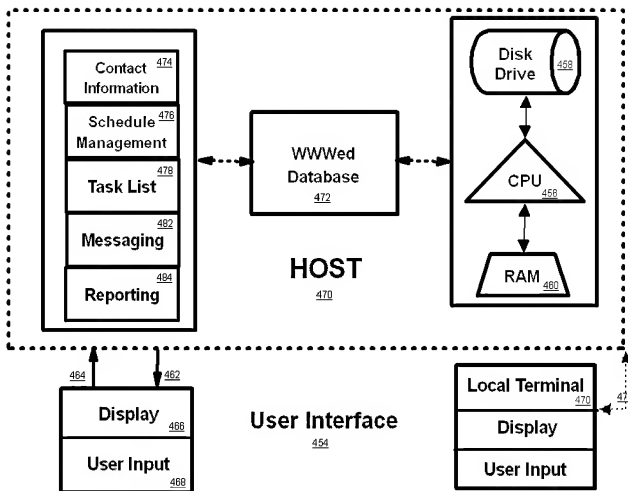 Contact
Information
474
Schedule
Management
476
Task List
478
Messaging
482
Reporting
484
WWWed
Database
472
Disk
Drive
458
CPU
458
RAM
460
HOST
470
464
462
Display
466
User Input
468
User Interface
454
Local Terminal
470
Display
User Input